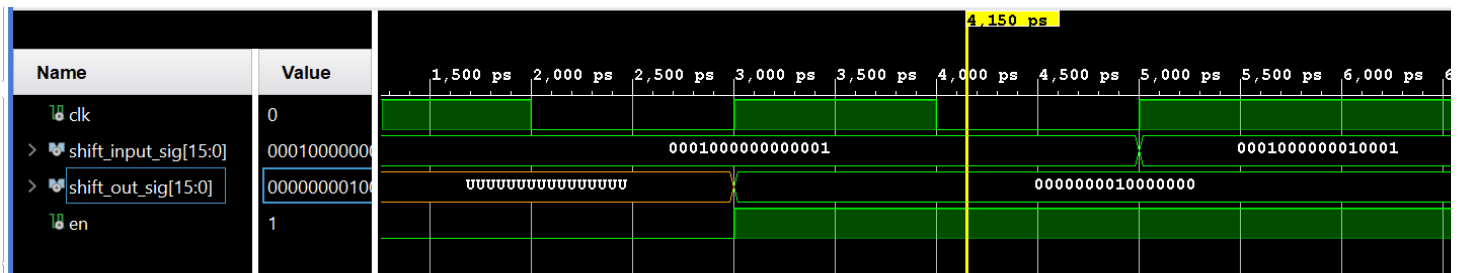 4,150 ps
Name Value
1,500 ps 2,000 ps 2,500 ps 3,000 ps 3,500 ps 4,000 ps 4,500 ps 5,000 ps 5,500 ps 6,000 ps 6
clk 0
> shift_input_sig[15:0] 00010000000 0001000000000001 0001000000010001
> shift_out_sig[15:0] 0000000010 UUUUUUUUUUUUUUUU 0000000010000000
en 1